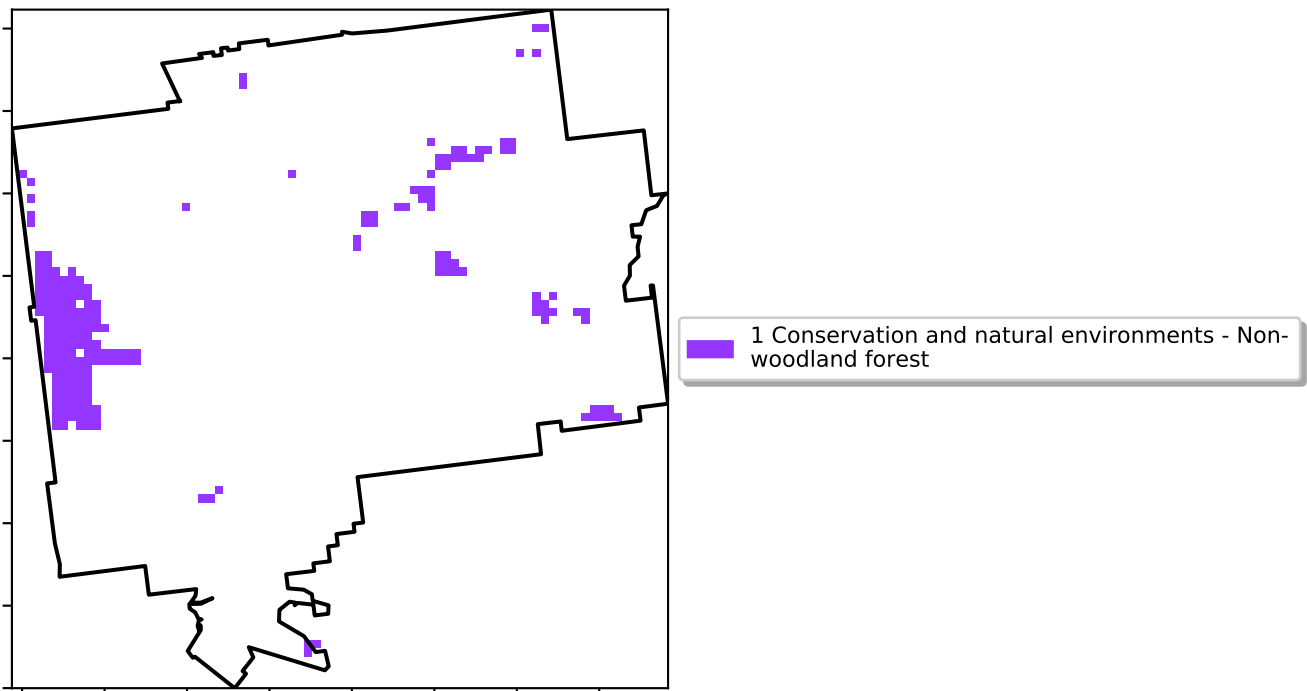 1 Conservation and natural environments - Non-
woodland forest